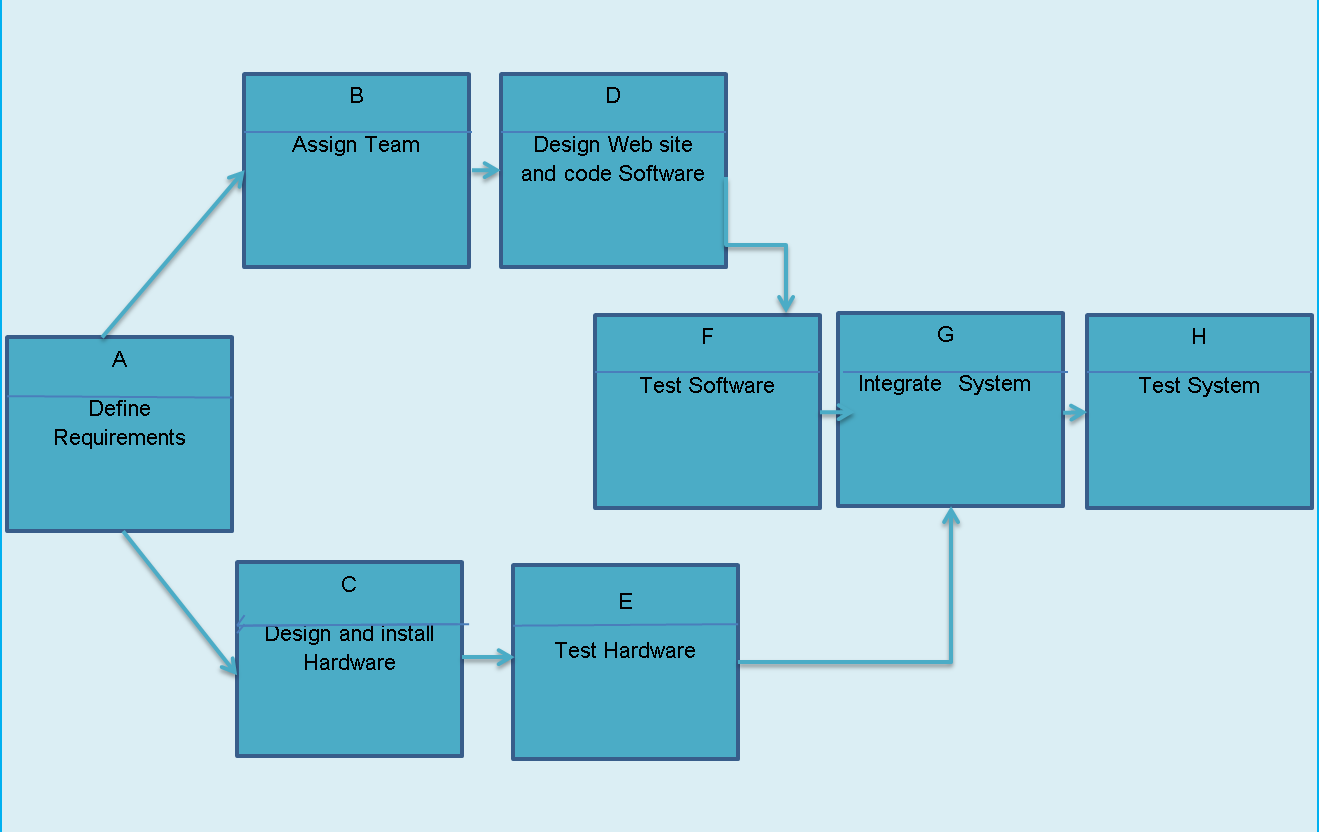 B
Assign Team
D
Design Web site
and code Software
A
Define
Requirements
F
Test Software
G
Integrate System
H
Test System
C
Design and install
Hardware
E
Test Hardware